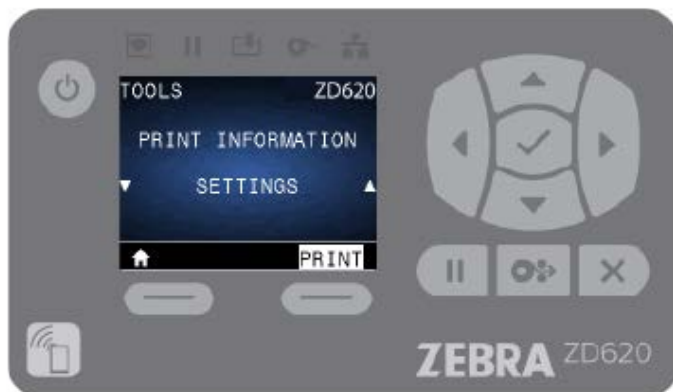 TOOLS ZD620
PRINT INFORMATION
SETTINGS
PRINT
ZEBRA ZD620